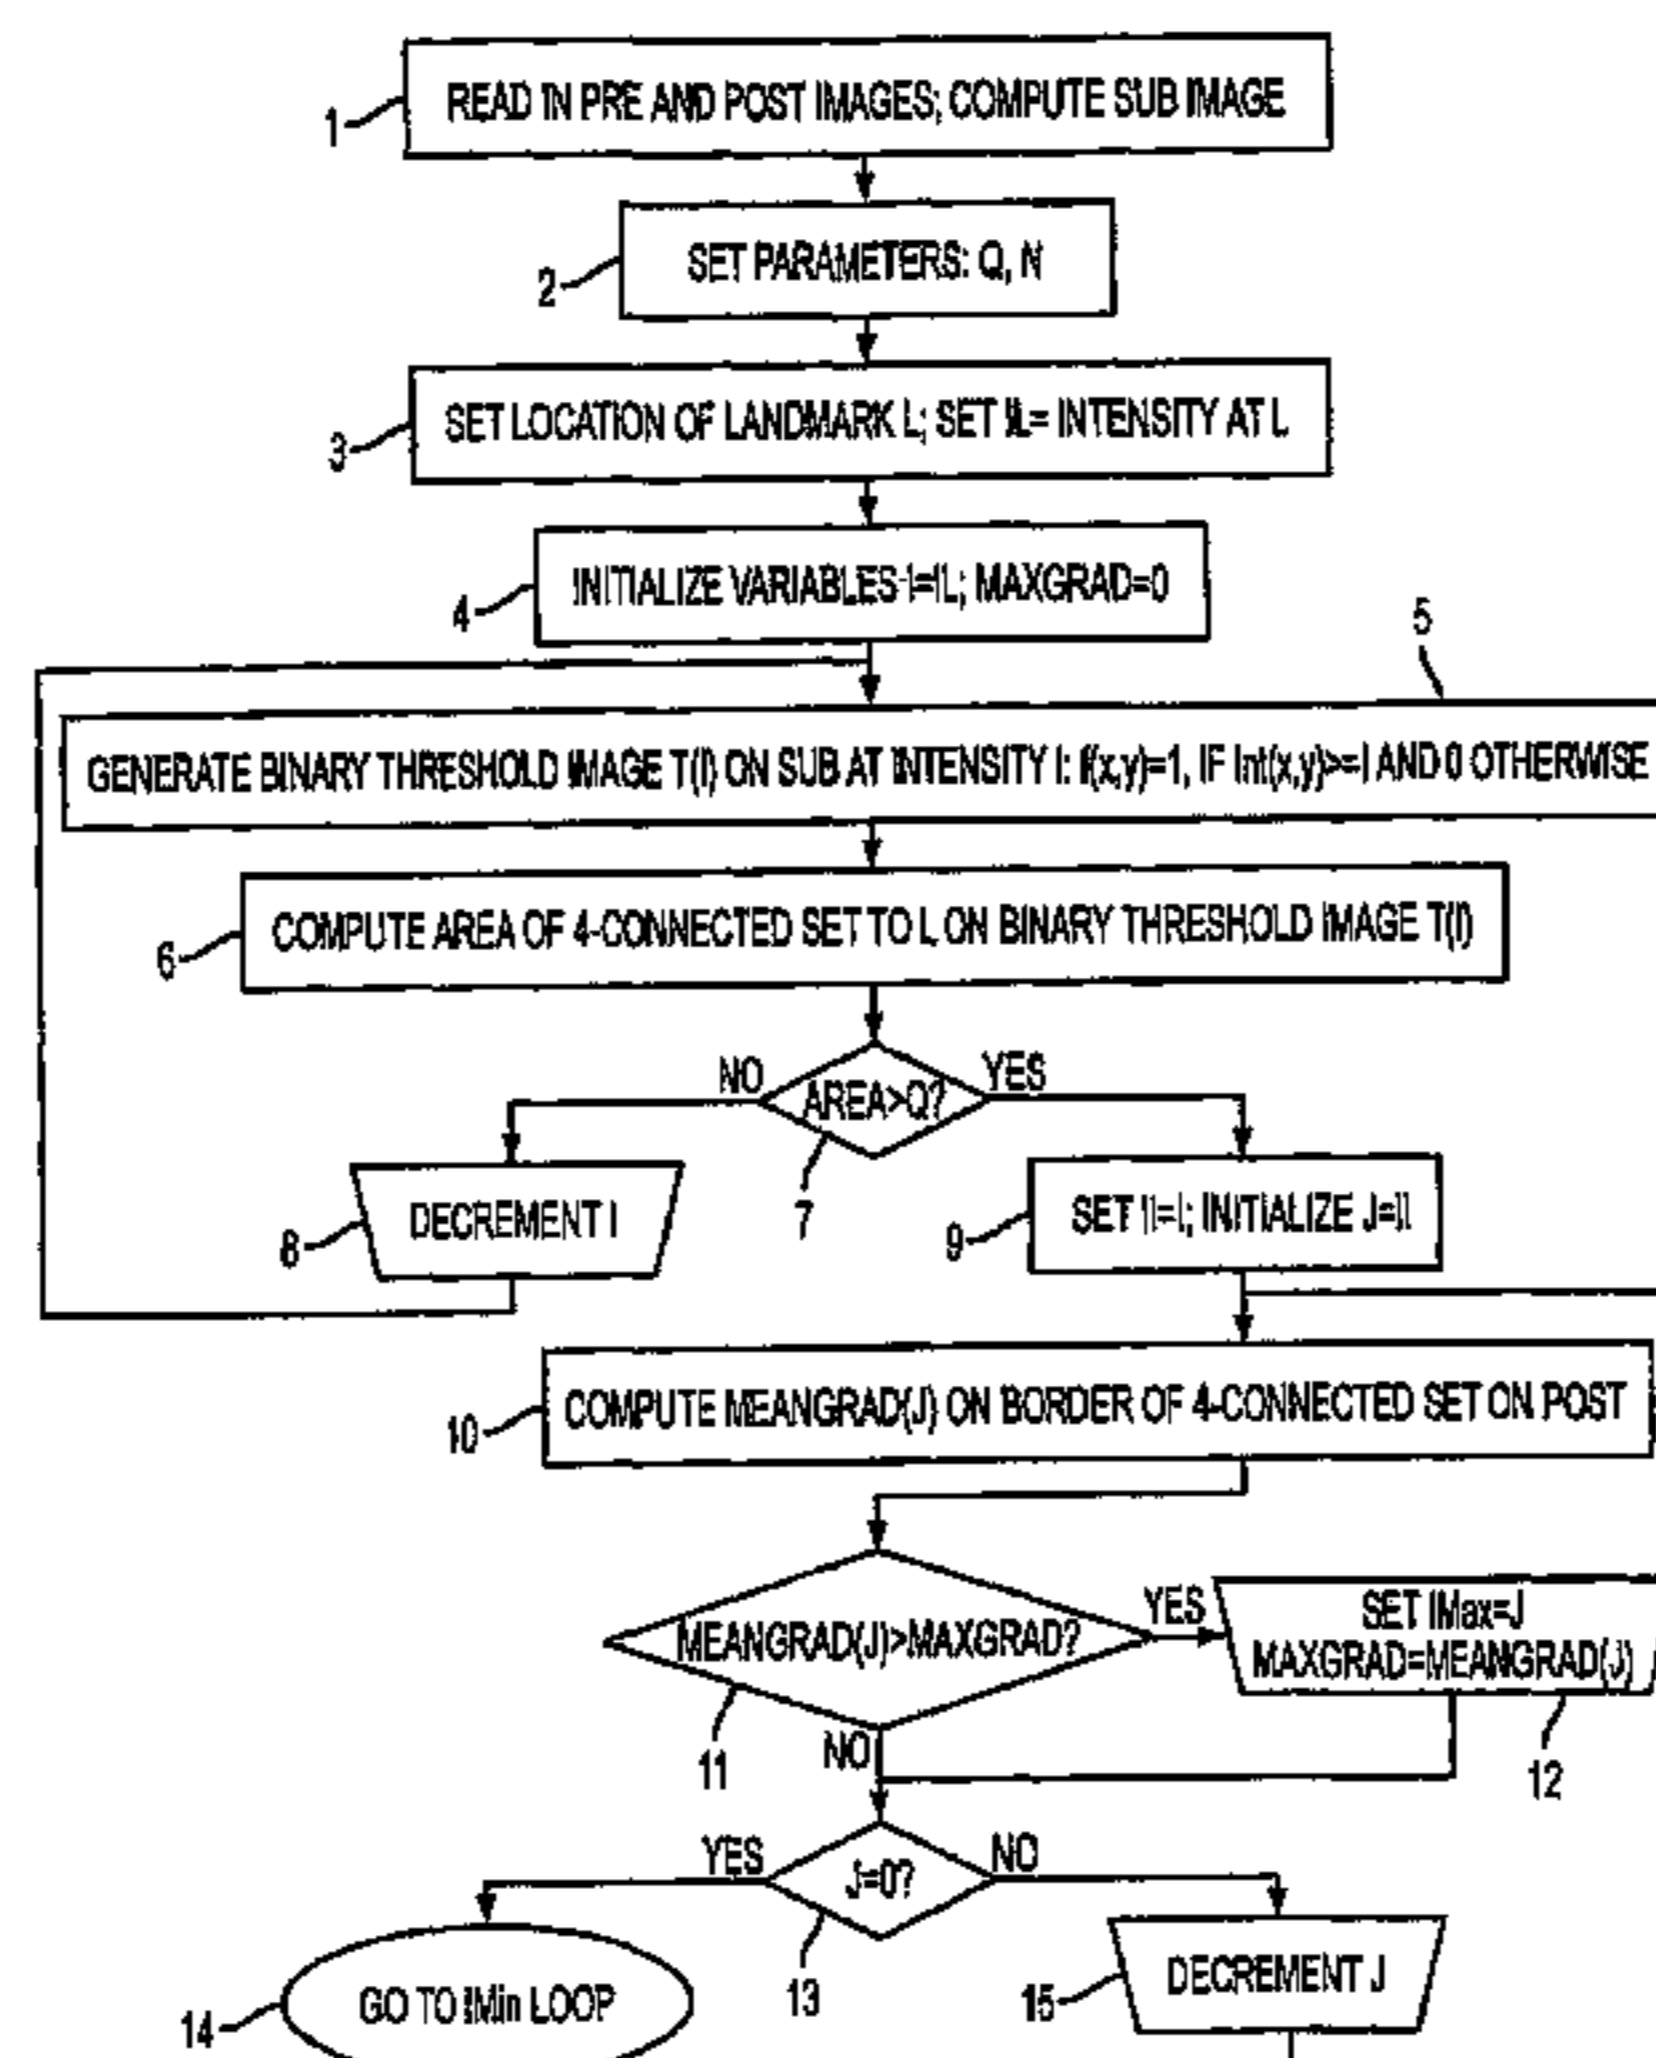 READ IN PRE AND POST IMAGES; COMPUTE SUB IMAGE
1
SET PARAMETERS: Q, N
2
SET LOCATION OF LANDMARK L; SET IL= INTENSITY AT L
3
INITIALIZE VARIABLES I=IL; MAXGRAD=0
4
5
GENERATE BINARY THRESHOLD IMAGE T(I) ON SUB AT INTENSITY I: f(x,y)=1, IF Int(x,y)>=I AND 0 OTHERWISE
COMPUTE AREA OF 4-CONNECTED SET TO L ON BINARY THRESHOLD IMAGE T(I)
6
NO
AREA>Q?
YES
7
DECREMENT I
8
SET II=I; INITIALIZE J=II
9
COMPUTE MEANGRAD(J) ON BORDER OF 4-CONNECTED SET ON POST
10
MEANGRAD(J)>MAXGRAD?
YES
SET IMax=J
MAXGRAD=MEANGRAD(J)
11
NO
12
YES
J=0?
NO
13
GO TO IMin LOOP
14
DECREMENT J
15